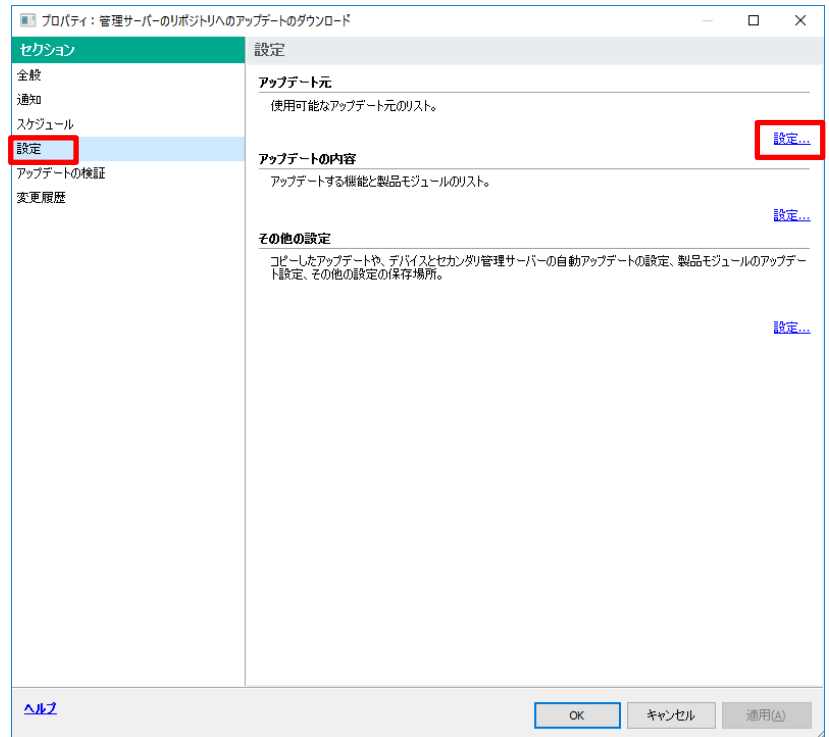 プロパティ：管理サーバーのリポジトリへのアップデートのダウンロード
セクション
設定
全般
通知
スケジュール
設定
アップデートの検証
変更履歴
アップデート元
使用可能なアップデート元のリスト。
設定...
アップデートの内容
アップデートする機能と製品モジュールのリスト。
設定...
その他の設定
コピーしたアップデートや、デバイスとセカンダリ管理サーバーの自動アップデートの設定、製品モジュールのアップデー
ト設定、その他の設定の保存場所。
設定...
ヘルプ
OK
キャンセル
適用(A)